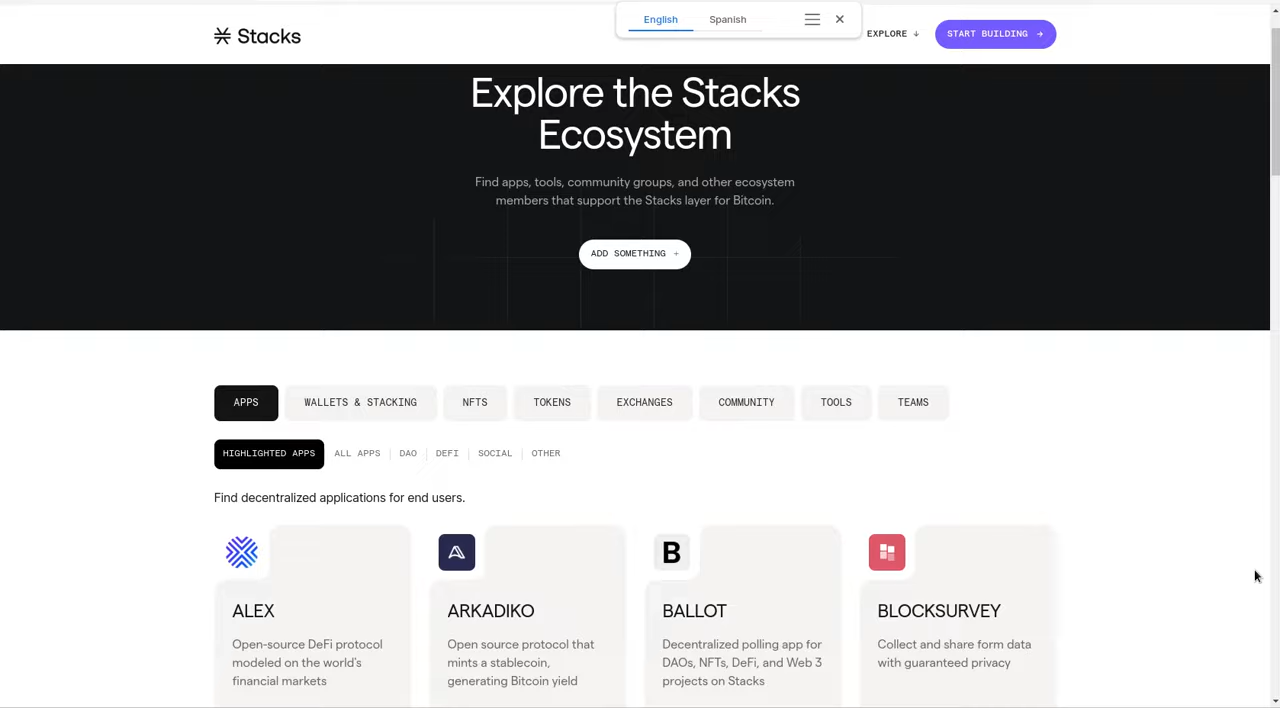 English
Spanish
Stacks
EXPLORE ↓
START BUILDING →
Explore the Stacks
Ecosystem
Find apps, tools, community groups, and other ecosystem
members that support the Stacks layer for Bitcoin.
ADD SOMETHING +
APPS
WALLETS & STACKING
NFTS
TOKENS
EXCHANGES
COMMUNITY
TOOLS
TEAMS
HIGHLIGHTED APPS
ALL APPS
DAO
DEFI
SOCIAL
OTHER
Find decentralized applications for end users.
ALEX
Open-source DeFi protocol
modeled on the world's
financial markets
ARKADIKO
Open source protocol that
mints a stablecoin,
generating Bitcoin yield
B
BALLOT
Decentralized polling app for
DAOs, NFTs, DeFi, and Web 3
projects on Stacks
BLOCKSURVEY
Collect and share form data
with guaranteed privacy